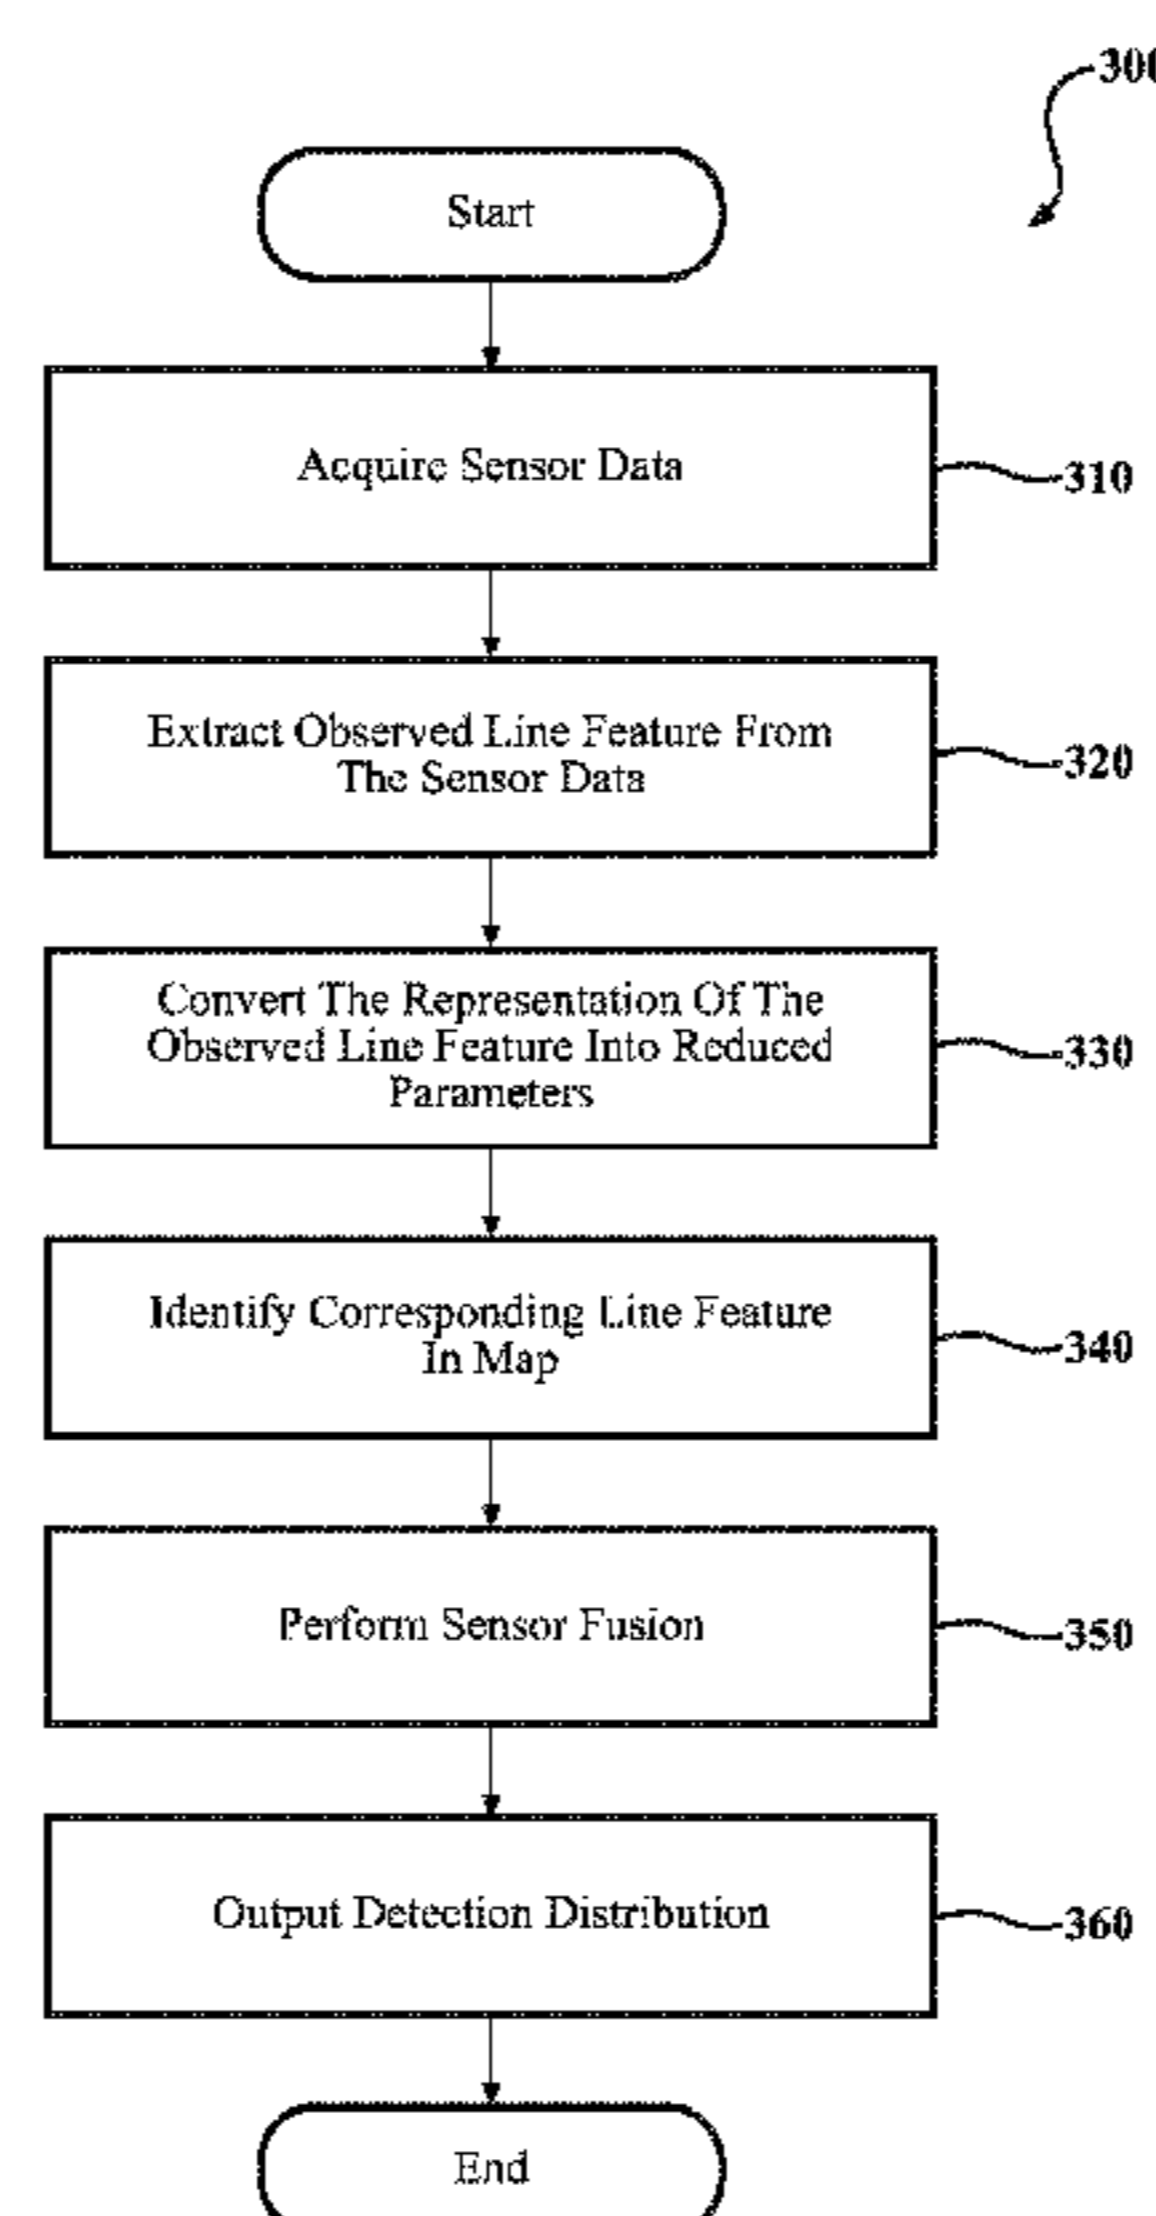 300
Start
Acquire Sensor Data
310
Extract Observed Line Feature From
The Sensor Data
320
Convert The Representation Of The
Observed Line Feature Into Reduced
Parameters
330
Identify Corresponding Line Feature
In Map
340
Perform Sensor Fusion
350
Output Detection Distribution
360
End